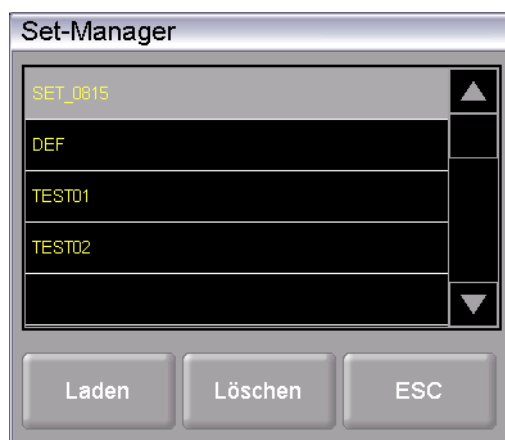 Set-Manager
SET_0815
DEF
TEST01
TEST02
Laden Löschen ESC